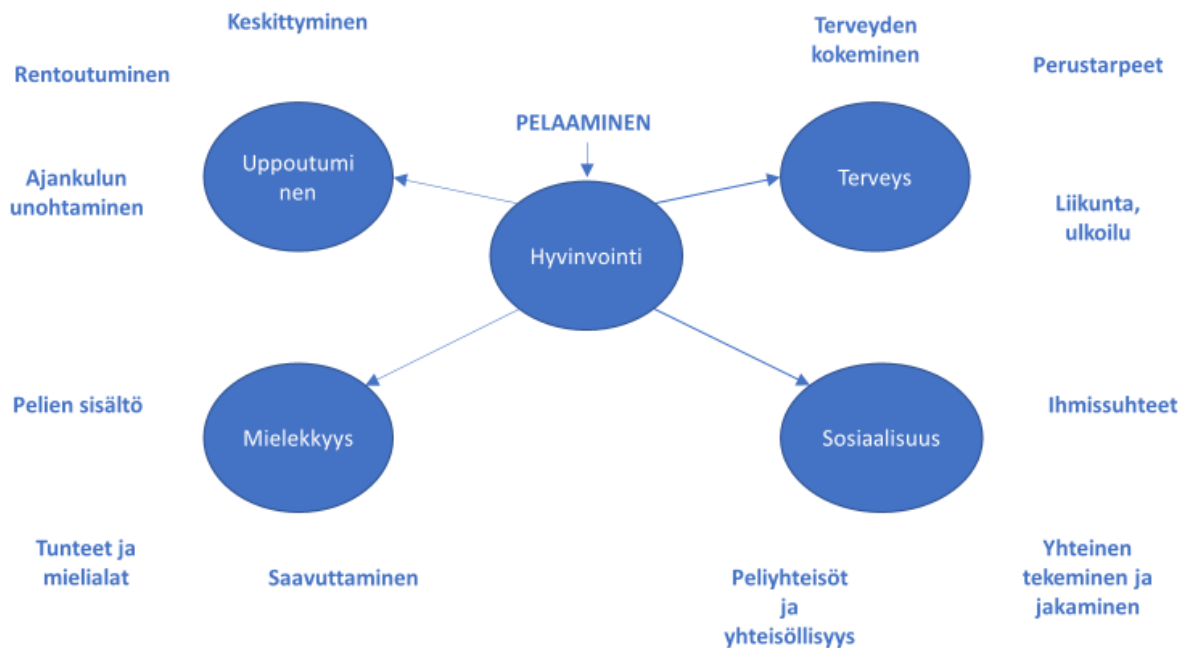 Keskittyminen
Terveyden
kokeminen
Rentoutuminen
Perustarpeet
PELAAMINEN
Uppoutumi
nen
Terveys
Ajankulun
unohtaminen
Liikunta,
ulkoilu
Hyvinvointi
Pelien sisältö
Ihmissuhteet
Mielekkyys
Sosiaalisuus
Tunteet ja
mielialat
Saavuttaminen
Peliyhteisöt
ja
yhteisöllisyys
Yhteinen
tekeminen ja
jakaminen